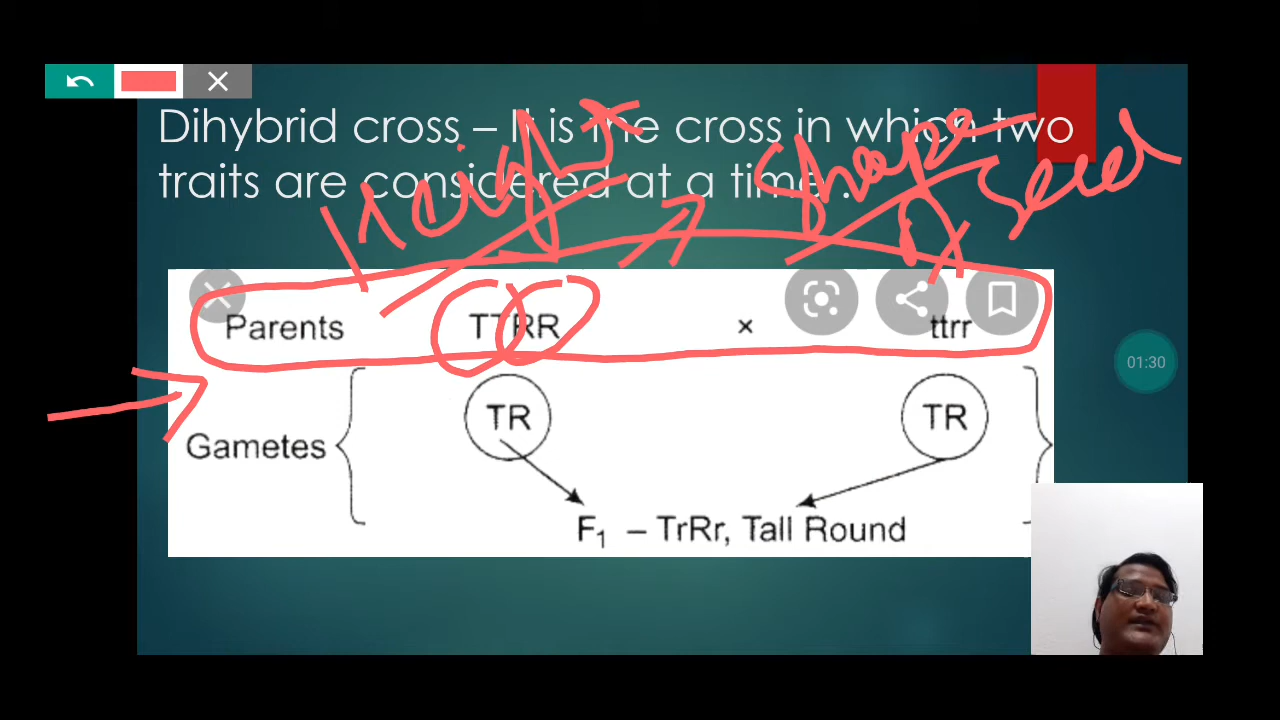 Dihybrid cross – It is the cross in which two
traits are considered at a time .
Height
Shape
of
Seed
Parents TTRR × ttrr
01:30
TR TR
Gametes
F₁ – TrRr, Tall Round